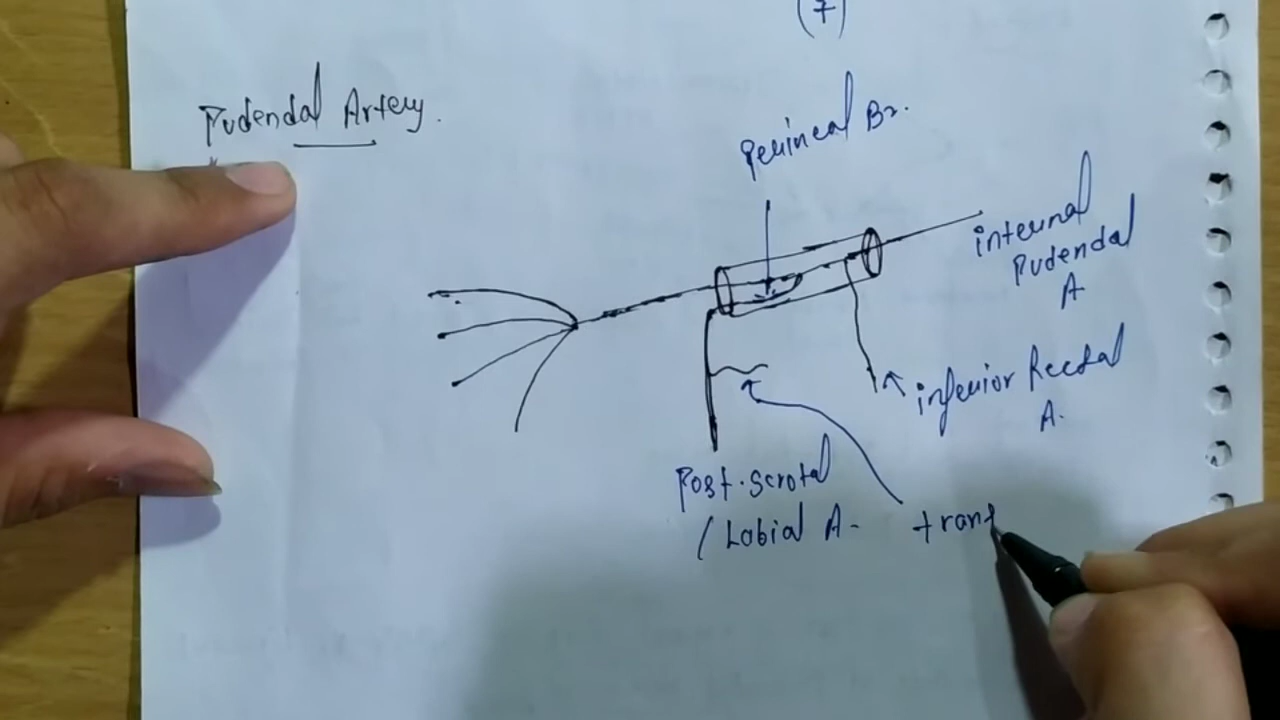 (7)
Pudendal Artery.
Perineal Br.
internal
Pudendal
A
inferior Rectal
A.
Post. scrotal
/ Labial A.
trans